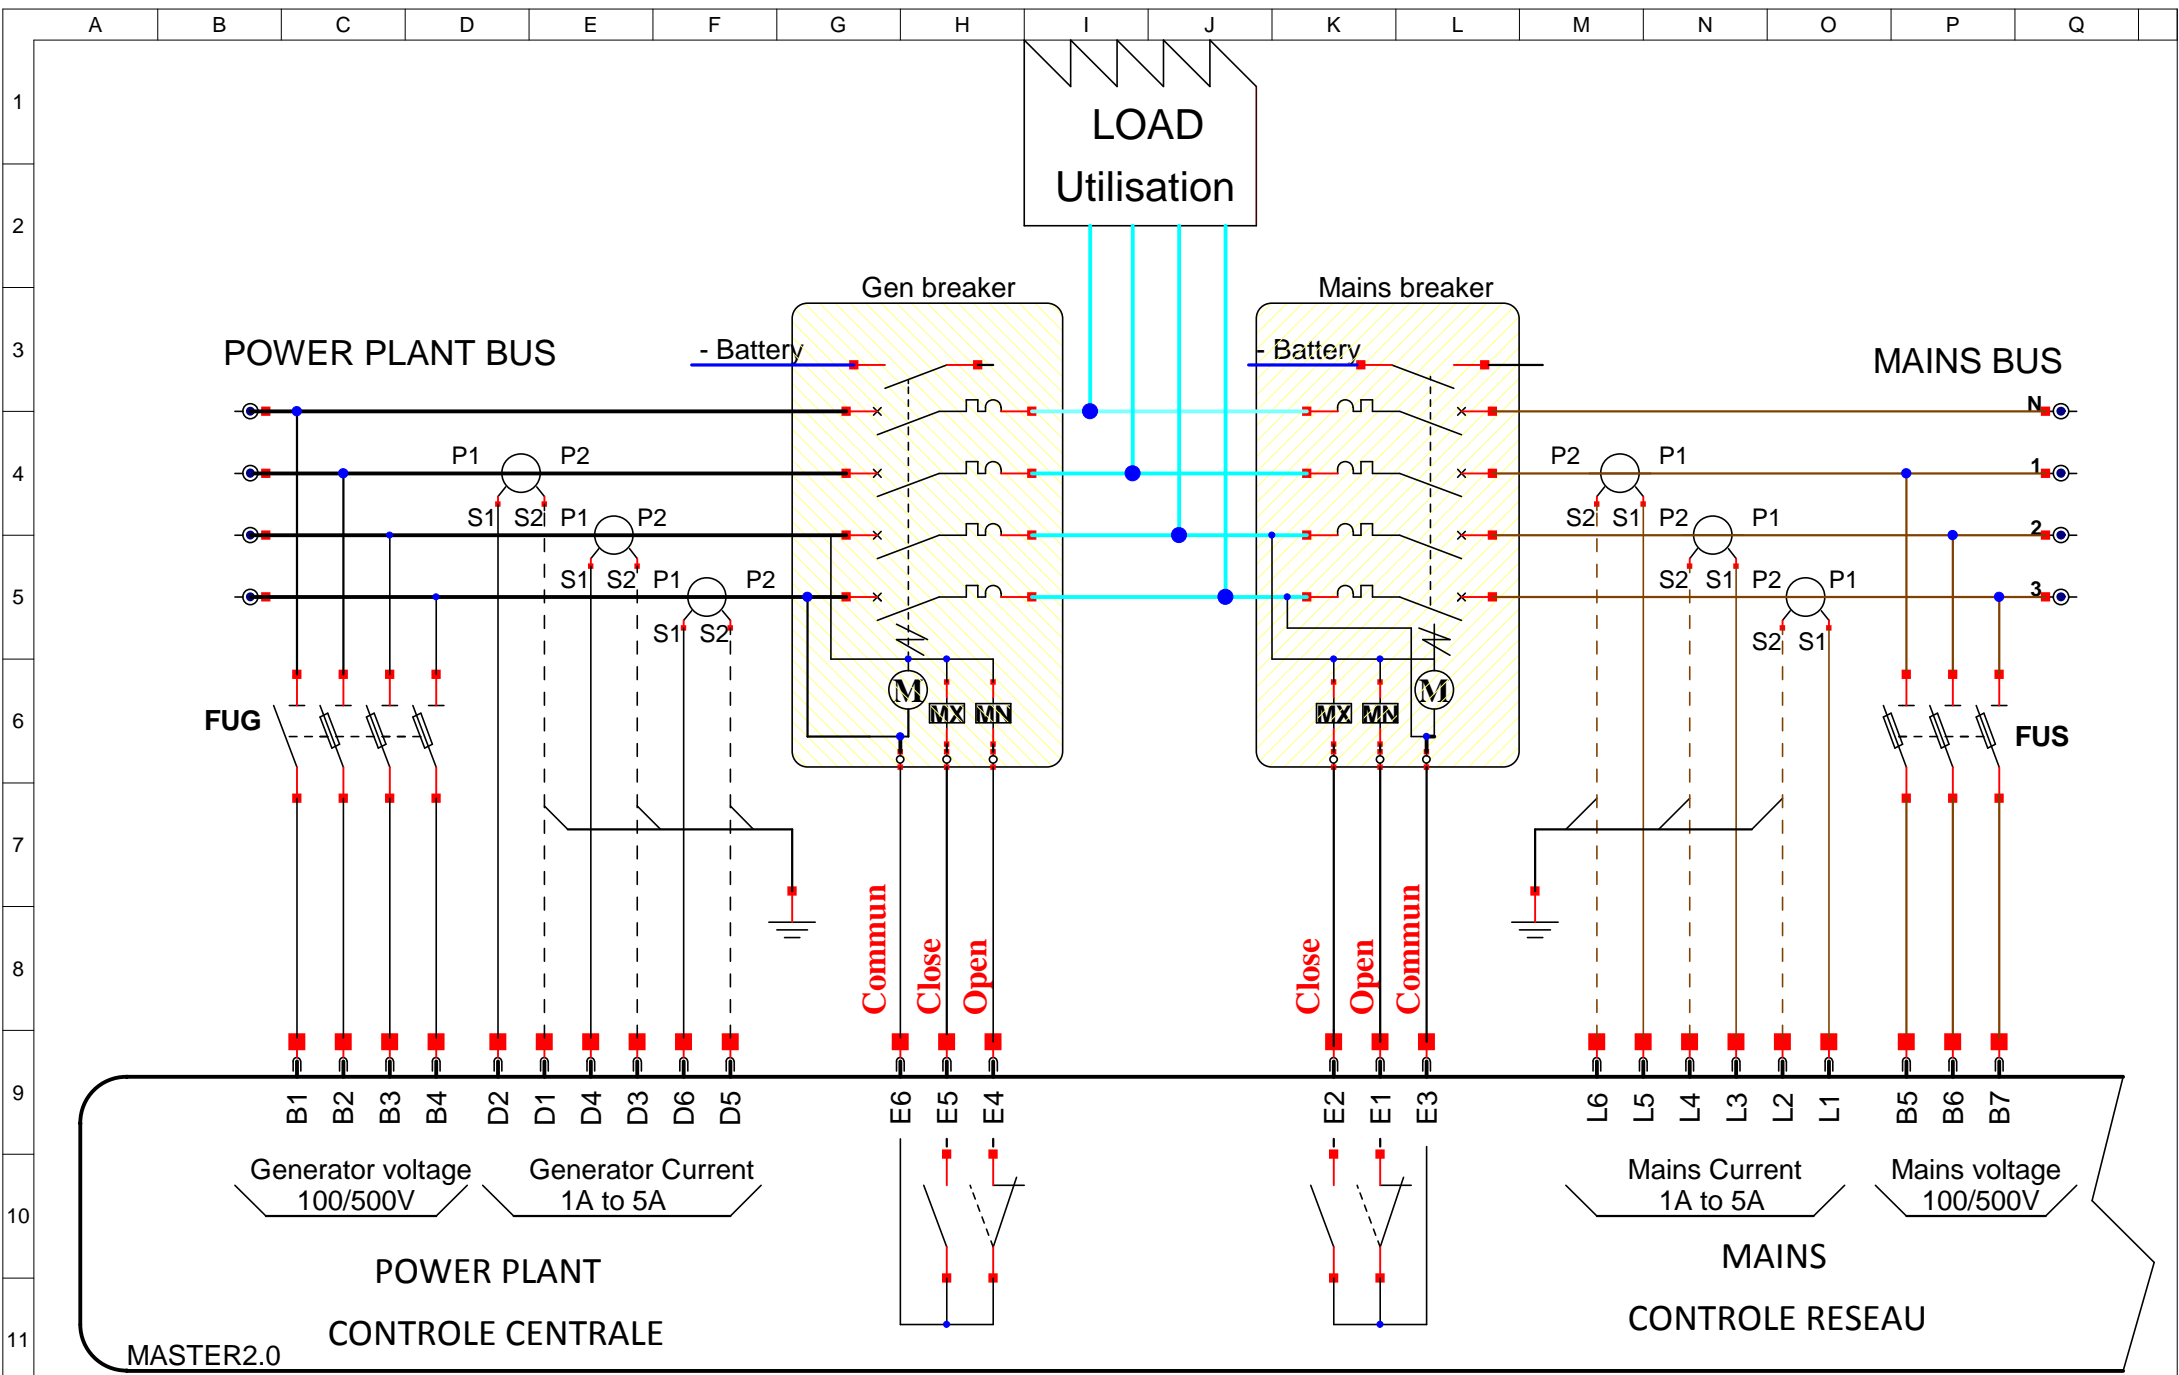 A B C D E F G H I J K L M N O P Q
1
LOAD
Utilisation
2
Gen breaker
Mains breaker
3
POWER PLANT BUS
- Battery
- Battery
MAINS BUS
N
4
P1 P2
P2 P1
1
S1 S2 P1 P2
S2 S1 P2 P1
2
5
S1 S2 P1 P2
S2 S1 P2 P1
3
S1 S2
S2 S1
M
M
6
FUG
MX MN
MX MN
FUS
7
8
Commun
Close
Open
Close
Open
Commun
9
B1 B2 B3 B4 D2 D1 D4 D3 D6 D5 E6 E5 E4 E2 E1 E3 L6 L5 L4 L3 L2 L1 B5 B6 B7
10
Generator voltage
100/500V
Generator Current
1A to 5A
Mains Current
1A to 5A
Mains voltage
100/500V
POWER PLANT
MAINS
11
CONTROLE CENTRALE
CONTROLE RESEAU
MASTER2.0